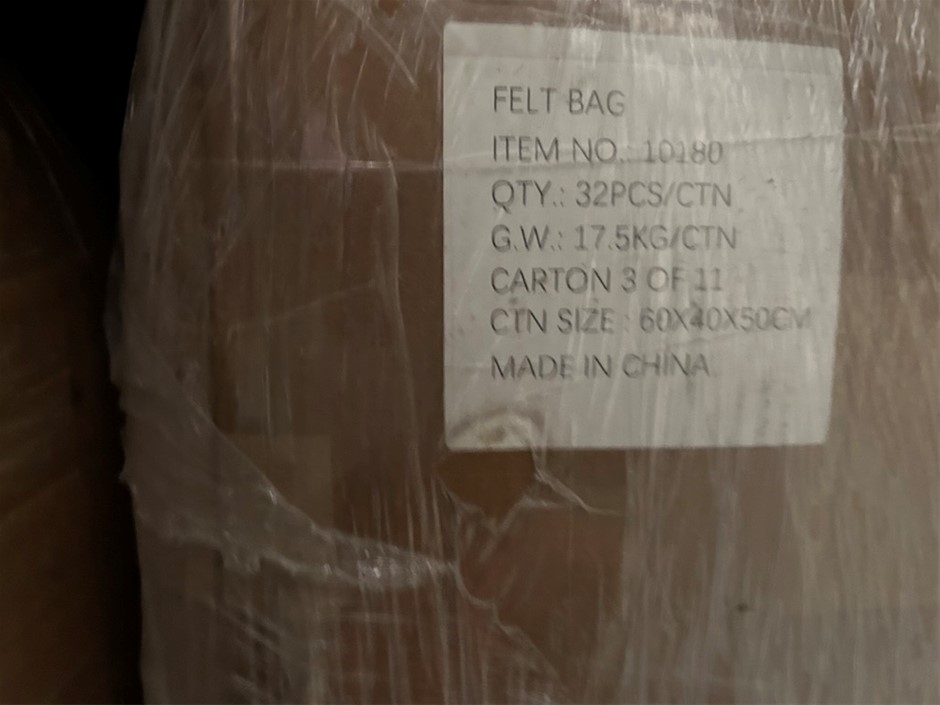 FELT BAG
ITEM NO.: 10180
QTY.: 32PCS/CTN
G.W.: 17.5KG/CTN
CARTON 3 OF 11
CTN SIZE : 60X40X50CM
MADE IN CHINA